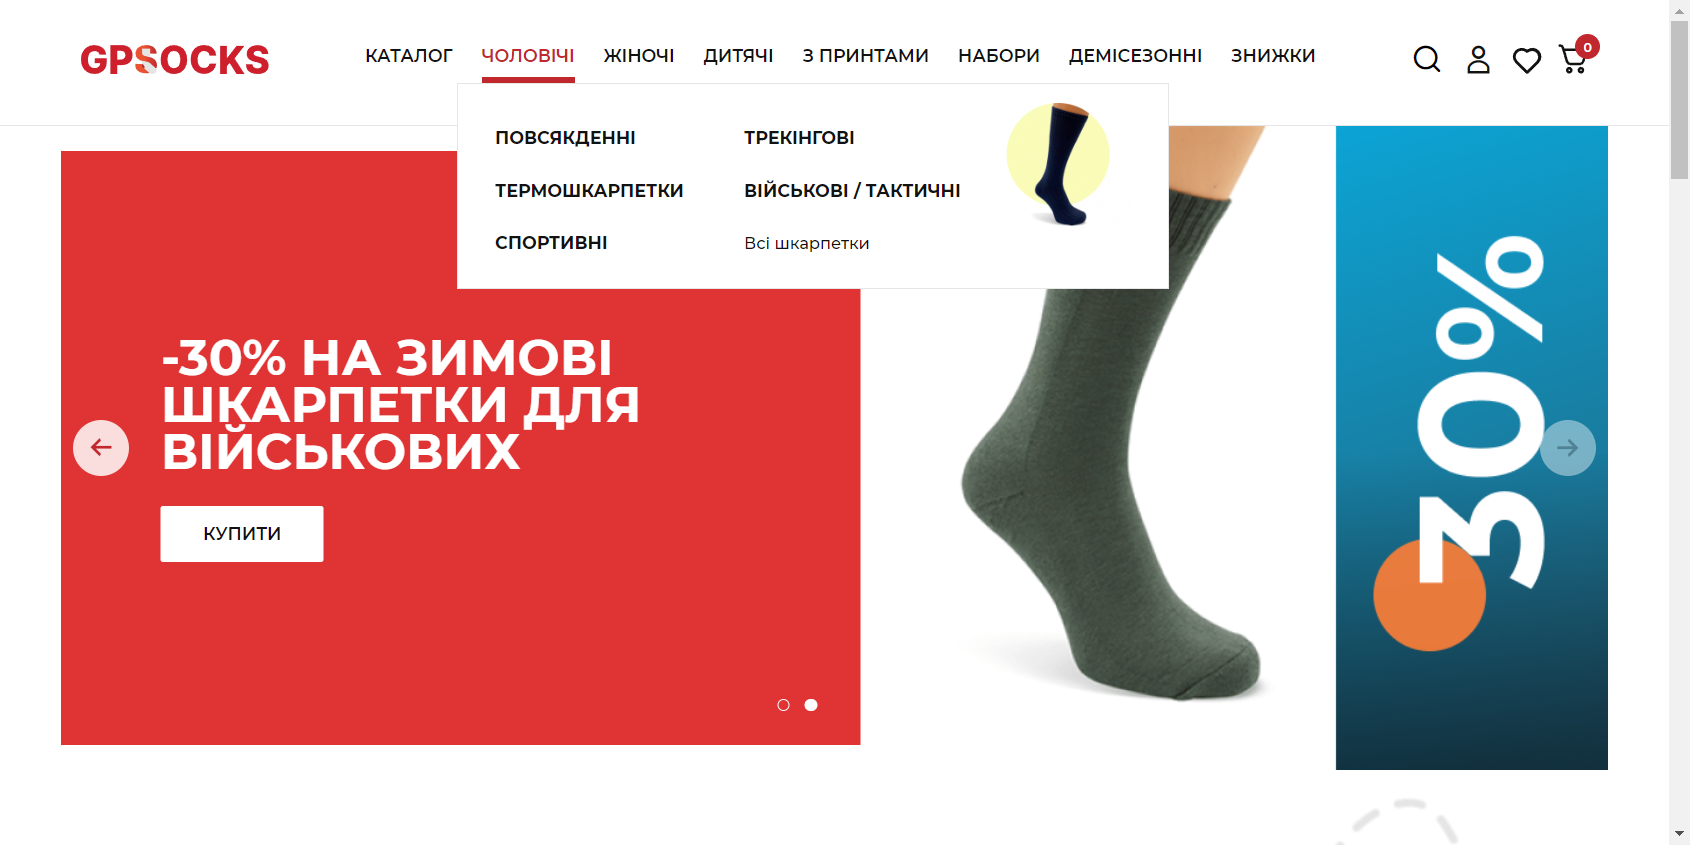 GPSOCKS
КАТАЛОГ ЧОЛОВІЧІ ЖІНОЧІ ДИТЯЧІ З ПРИНТАМИ НАБОРИ ДЕМІСЕЗОННІ ЗНИЖКИ
0
ПОВСЯКДЕННІ
ТРЕКІНГОВІ
ТЕРМОШКАРПЕТКИ
ВІЙСЬКОВІ / ТАКТИЧНІ
СПОРТИВНІ
Всі шкарпетки
-30% НА ЗИМОВІ
ШКАРПЕТКИ ДЛЯ
ВІЙСЬКОВИХ
КУПИТИ
30%